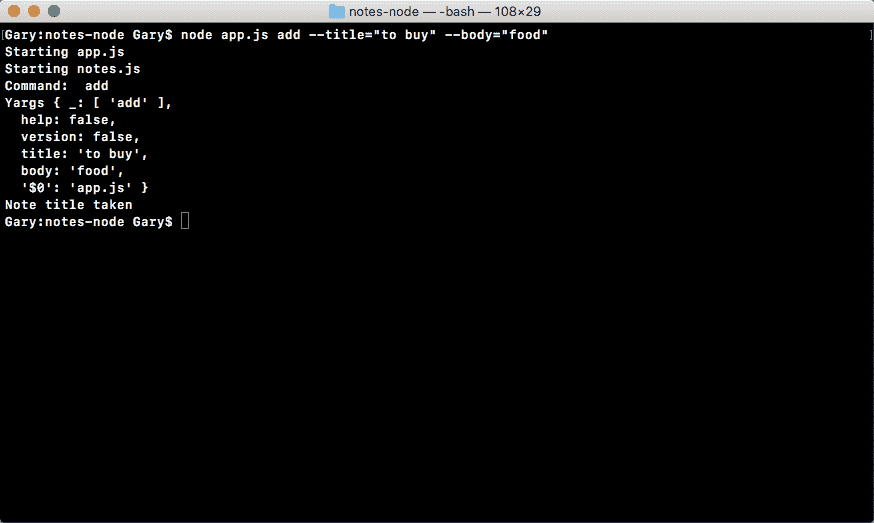 notes-node — -bash — 108×29
[Gary:notes-node Gary$ node app.js add --title="to buy" --body="food" ]
Starting app.js
Starting notes.js
Command:  add
Yargs { _: [ 'add' ],
  help: false,
  version: false,
  title: 'to buy',
  body: 'food',
  '$0': 'app.js' }
Note title taken
Gary:notes-node Gary$